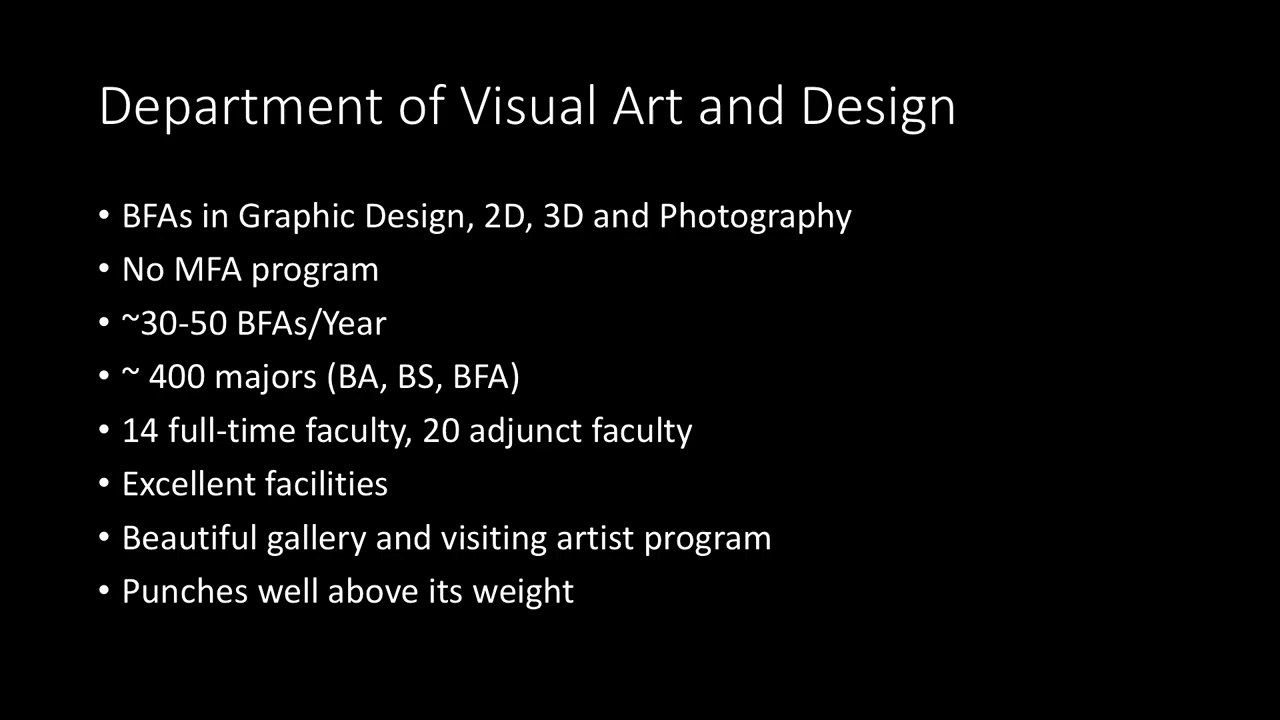 Department of Visual Art and Design
• BFAs in Graphic Design, 2D, 3D and Photography
• No MFA program
• ~30-50 BFAs/Year
• ~ 400 majors (BA, BS, BFA)
• 14 full-time faculty, 20 adjunct faculty
• Excellent facilities
• Beautiful gallery and visiting artist program
• Punches well above its weight